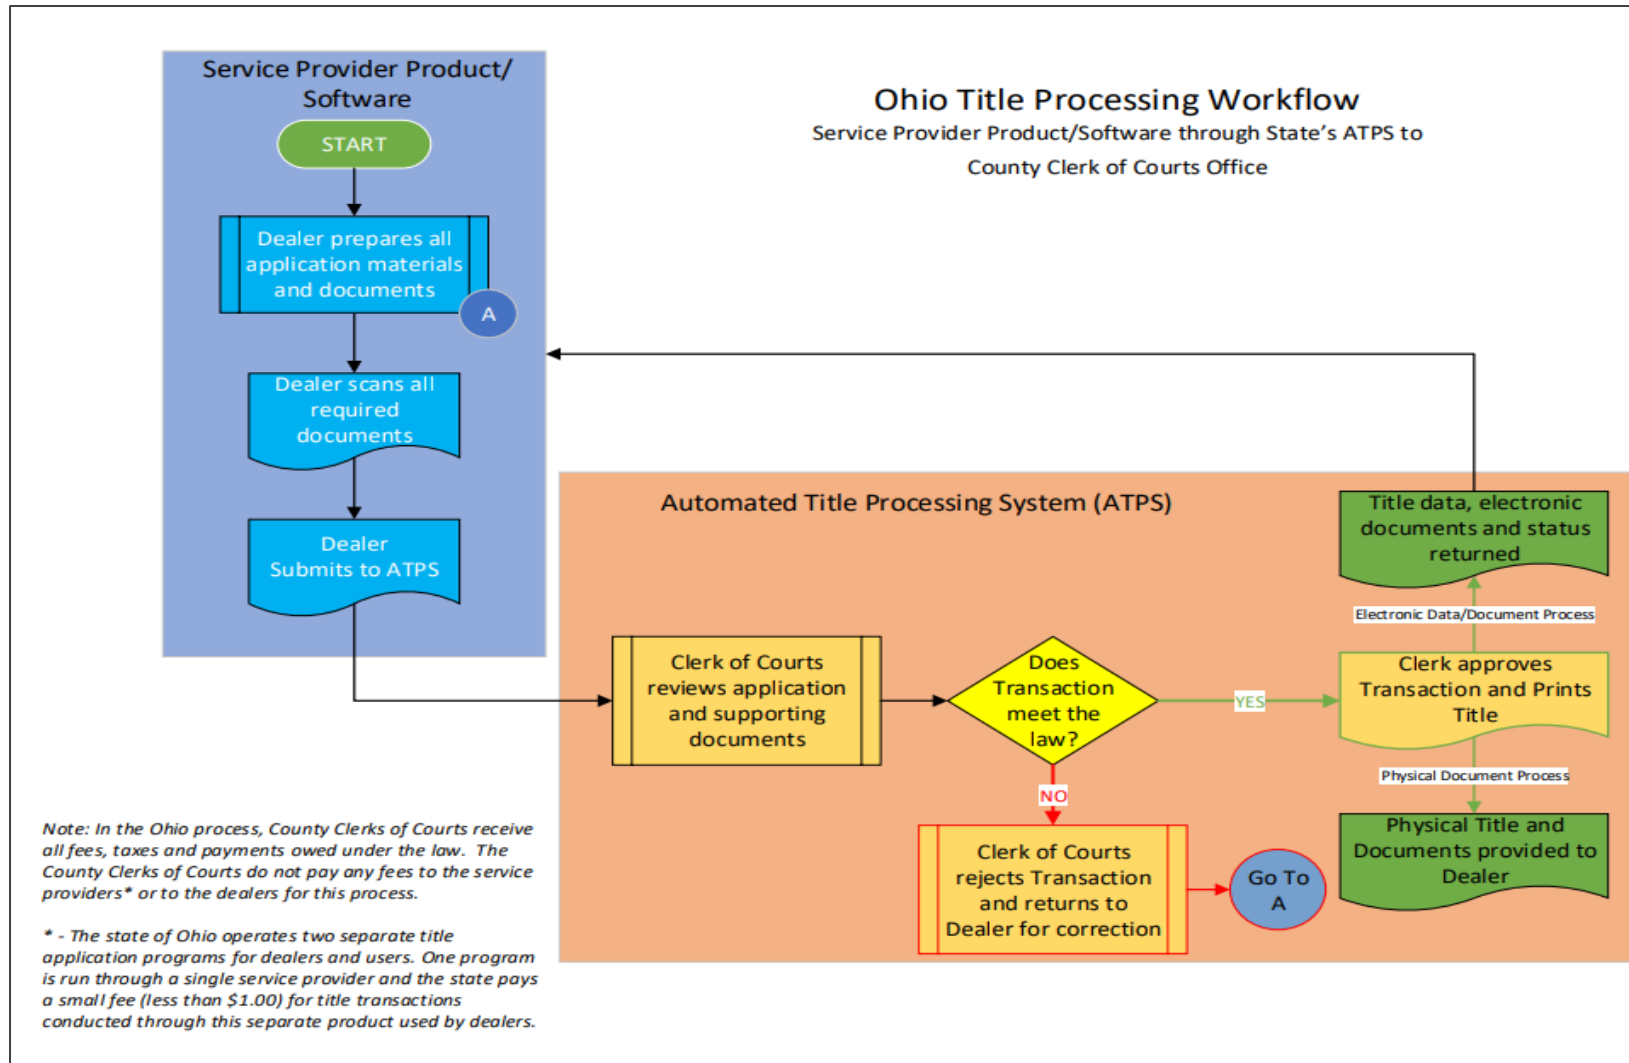 Service Provider Product/
Software
START
Dealer prepares all
application materials
and documents
A
Dealer scans all
required
documents
Dealer
Submits to ATPS
Ohio Title Processing Workflow
Service Provider Product/Software through State's ATPS to
County Clerk of Courts Office
Automated Title Processing System (ATPS)
Clerk of Courts
reviews application
and supporting
documents
Does
Transaction
meet the
law?
YES
NO
Clerk of Courts
rejects Transaction
and returns to
Dealer for correction
Go To
A
Title data, electronic
documents and status
returned
Electronic Data/Document Process
Clerk approves
Transaction and Prints
Title
Physical Document Process
Physical Title and
Documents provided to
Dealer
Note: In the Ohio process, County Clerks of Courts receive
all fees, taxes and payments owed under the law.  The
County Clerks of Courts do not pay any fees to the service
providers* or to the dealers for this process.
* - The state of Ohio operates two separate title
application programs for dealers and users. One program
is run through a single service provider and the state pays
a small fee (less than $1.00) for title transactions
conducted through this separate product used by dealers.